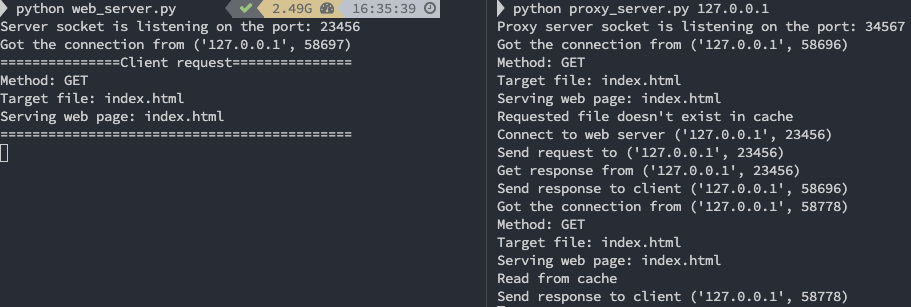 python web_server.py 2.49G 16:35:39
Server socket is listening on the port: 23456
Got the connection from ('127.0.0.1', 58697)
===============Client request===============
Method: GET
Target file: index.html
Serving web page: index.html
============================================
python proxy_server.py 127.0.0.1
Proxy server socket is listening on the port: 34567
Got the connection from ('127.0.0.1', 58696)
Method: GET
Target file: index.html
Serving web page: index.html
Requested file doesn't exist in cache
Connect to web server ('127.0.0.1', 23456)
Send request to ('127.0.0.1', 23456)
Get response from ('127.0.0.1', 23456)
Send response to client ('127.0.0.1', 58696)
Got the connection from ('127.0.0.1', 58778)
Method: GET
Target file: index.html
Serving web page: index.html
Read from cache
Send response to client ('127.0.0.1', 58778)